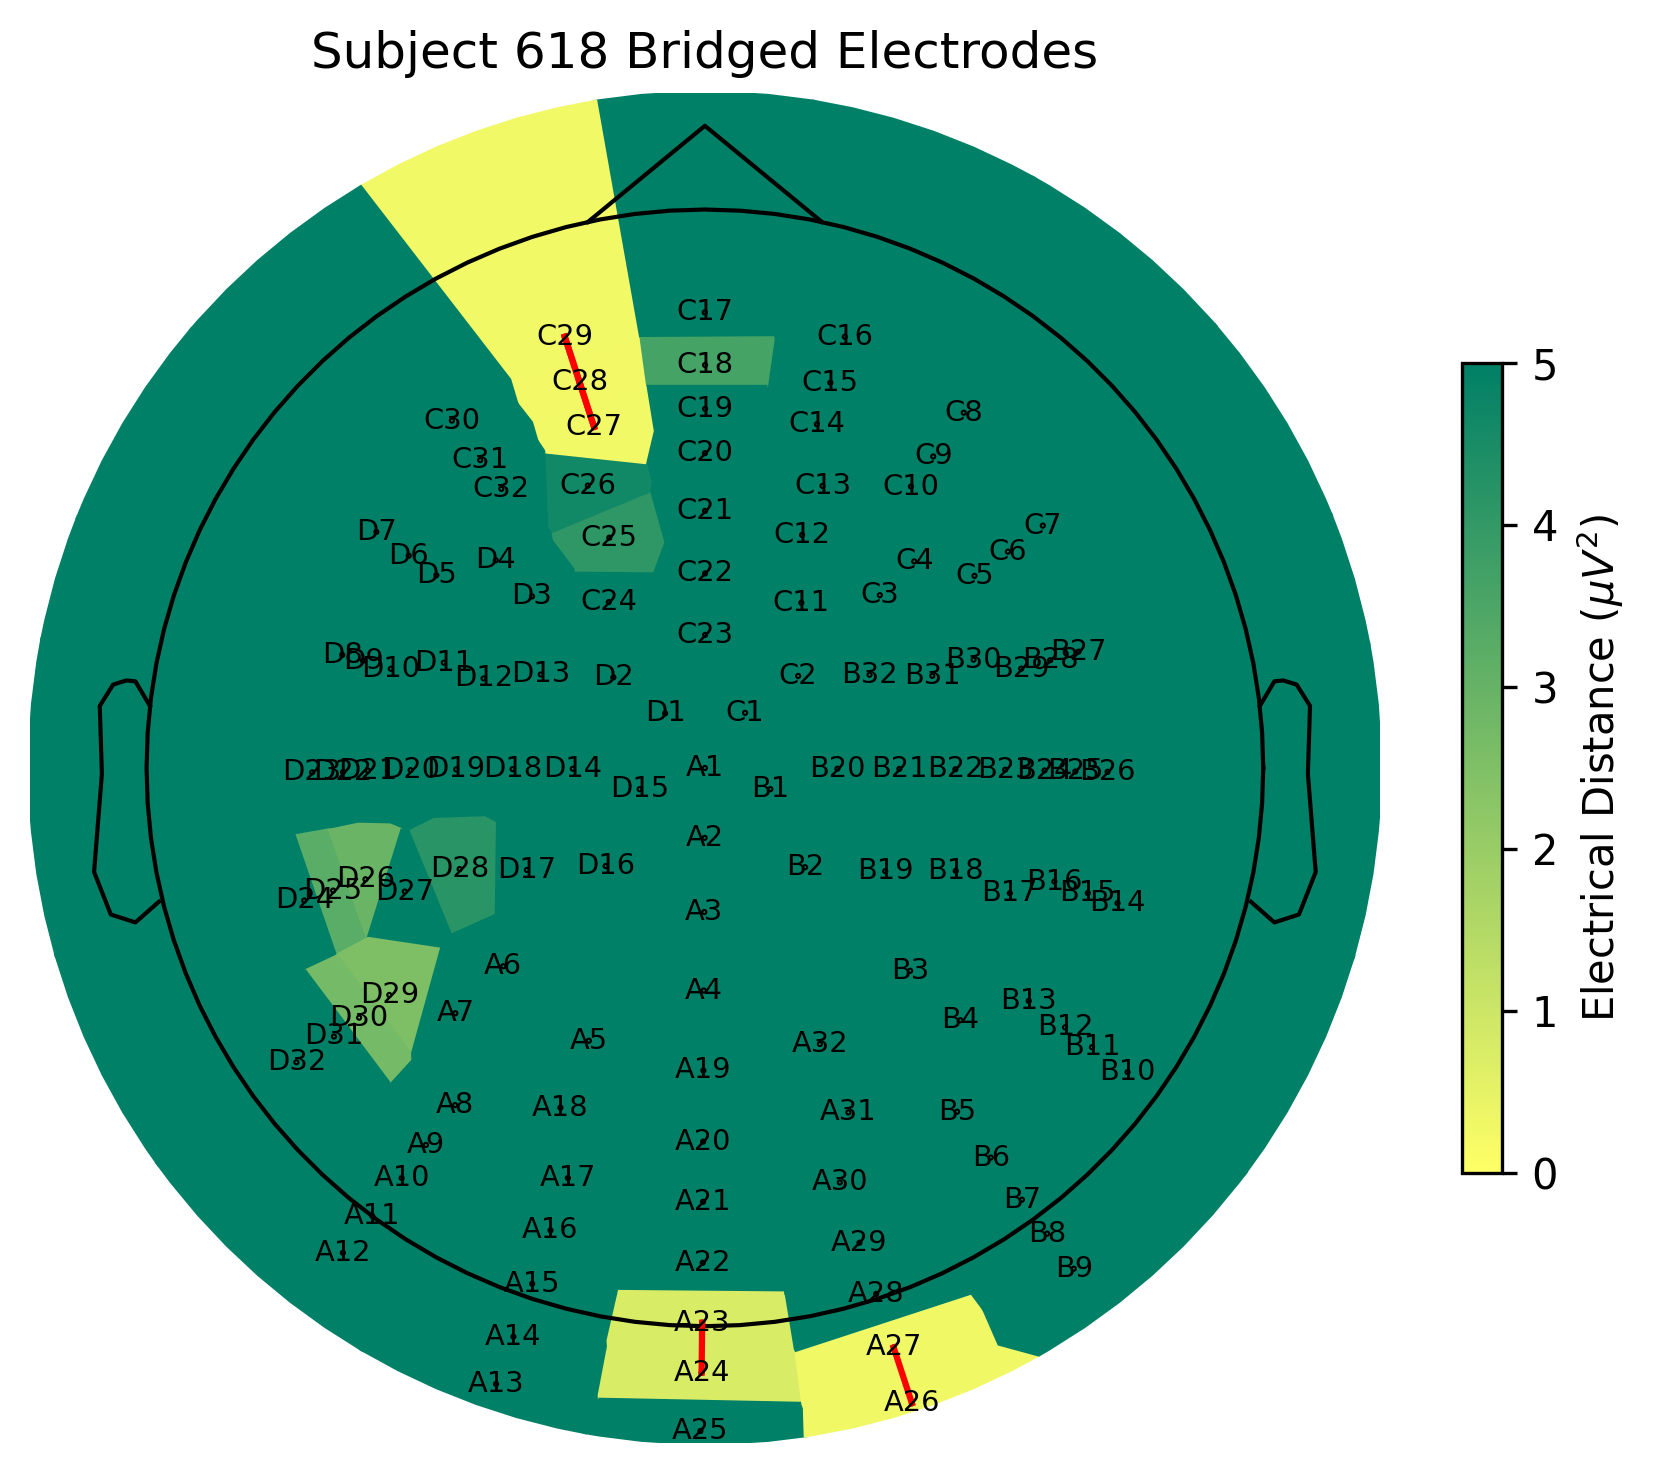 Subject 618 Bridged Electrodes
C17
C29 C16
C18
C28 C15
C19 C8
C30 C27 C14
C20 C9
C31
C32 C26 C13 C10
C21
D7 C25 C12 C7
D6 D4 C6
D5 C22 C4 C5
D3 C24 C11 C3
C23
D8 D9 D10 D11 D12 D13 D2 C2 B32 B31 B30 B29 B28 B27
D1 C1
D23 D22 D21 D20 D19 D18 D14 A1 B20 B21 B22 B23 B24 B25 B26
D15 B1
A2
D24 D25 D26 D27 D28 D17 D16 B2 B19 B18 B17 B16 B15 B14
A3
A6 B3
D29 A4 B13
D30 A7 B4 B12
D31 A5 A32 B11
D32 A19 B10
A8 A18 A31 B5
A9 A20 B6
A10 A17 A30
A11 A21 B7
A12 A16 A29 B8
A22 B9
A15 A28
A14 A23 A27
A13 A24
A26
A25
5
4
3
2
1
0
Electrical Distance (μV²)